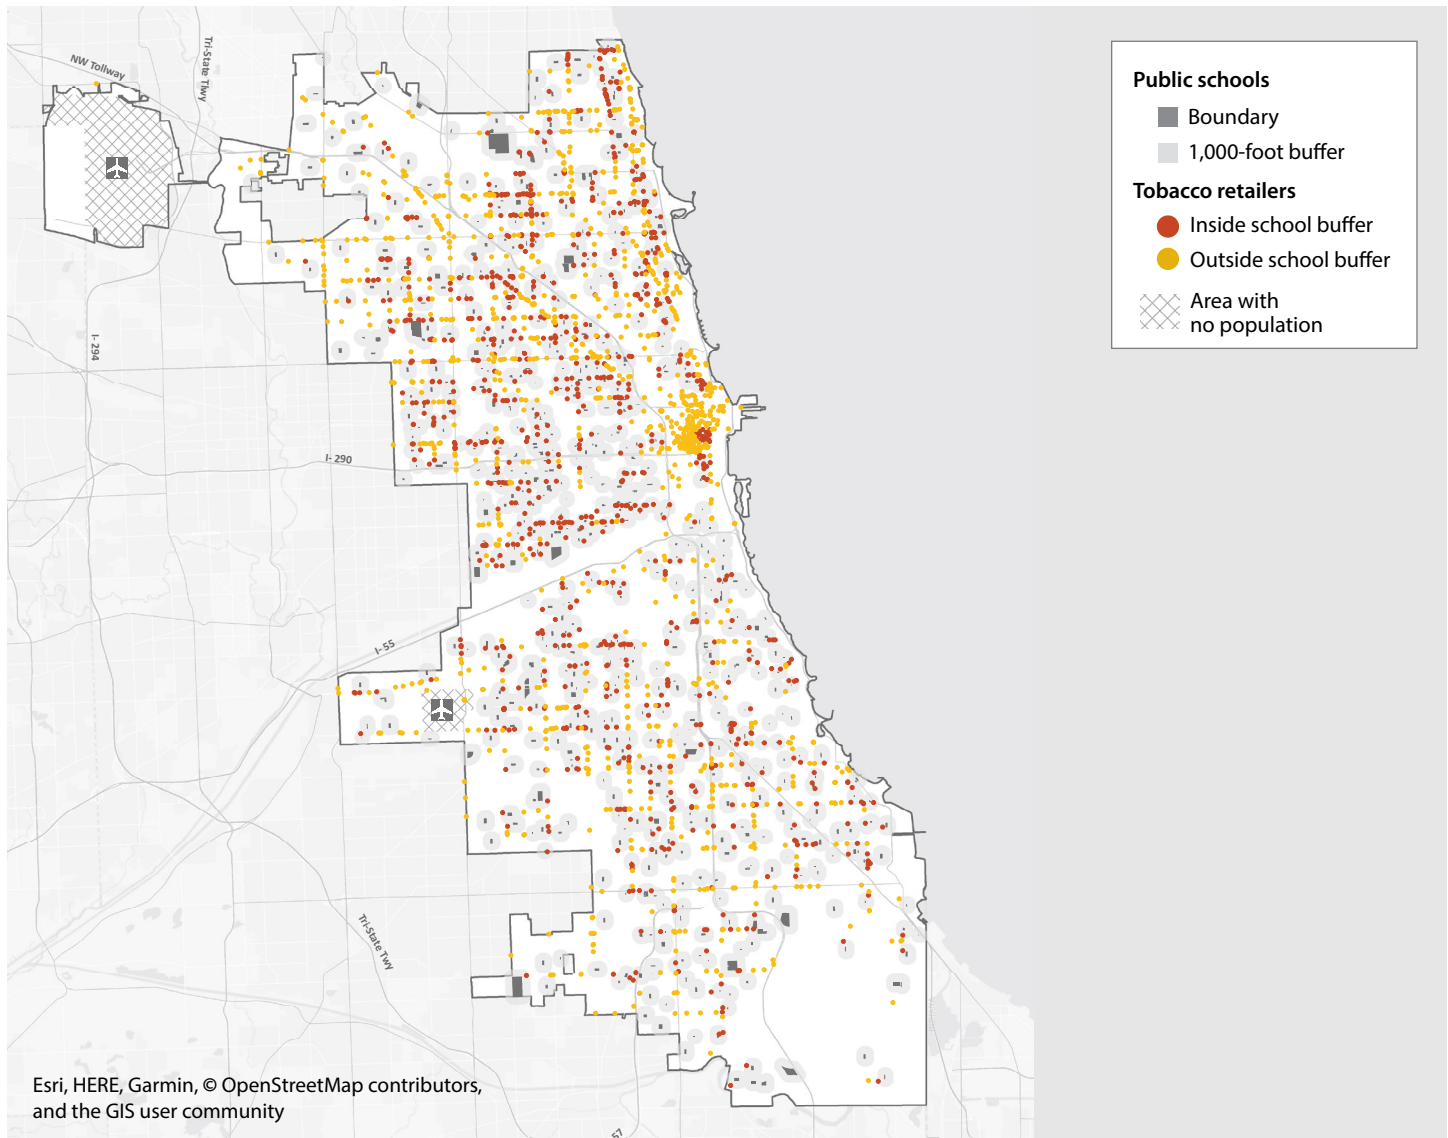 NW Tollway
Tri-State Tlwy
Public schools
Boundary
1,000-foot buffer
Tobacco retailers
Inside school buffer
Outside school buffer
Area with
no population
I- 294
I- 290
I- 55
Tri-State Twy
Esri, HERE, Garmin, © OpenStreetMap contributors,
and the GIS user community
57